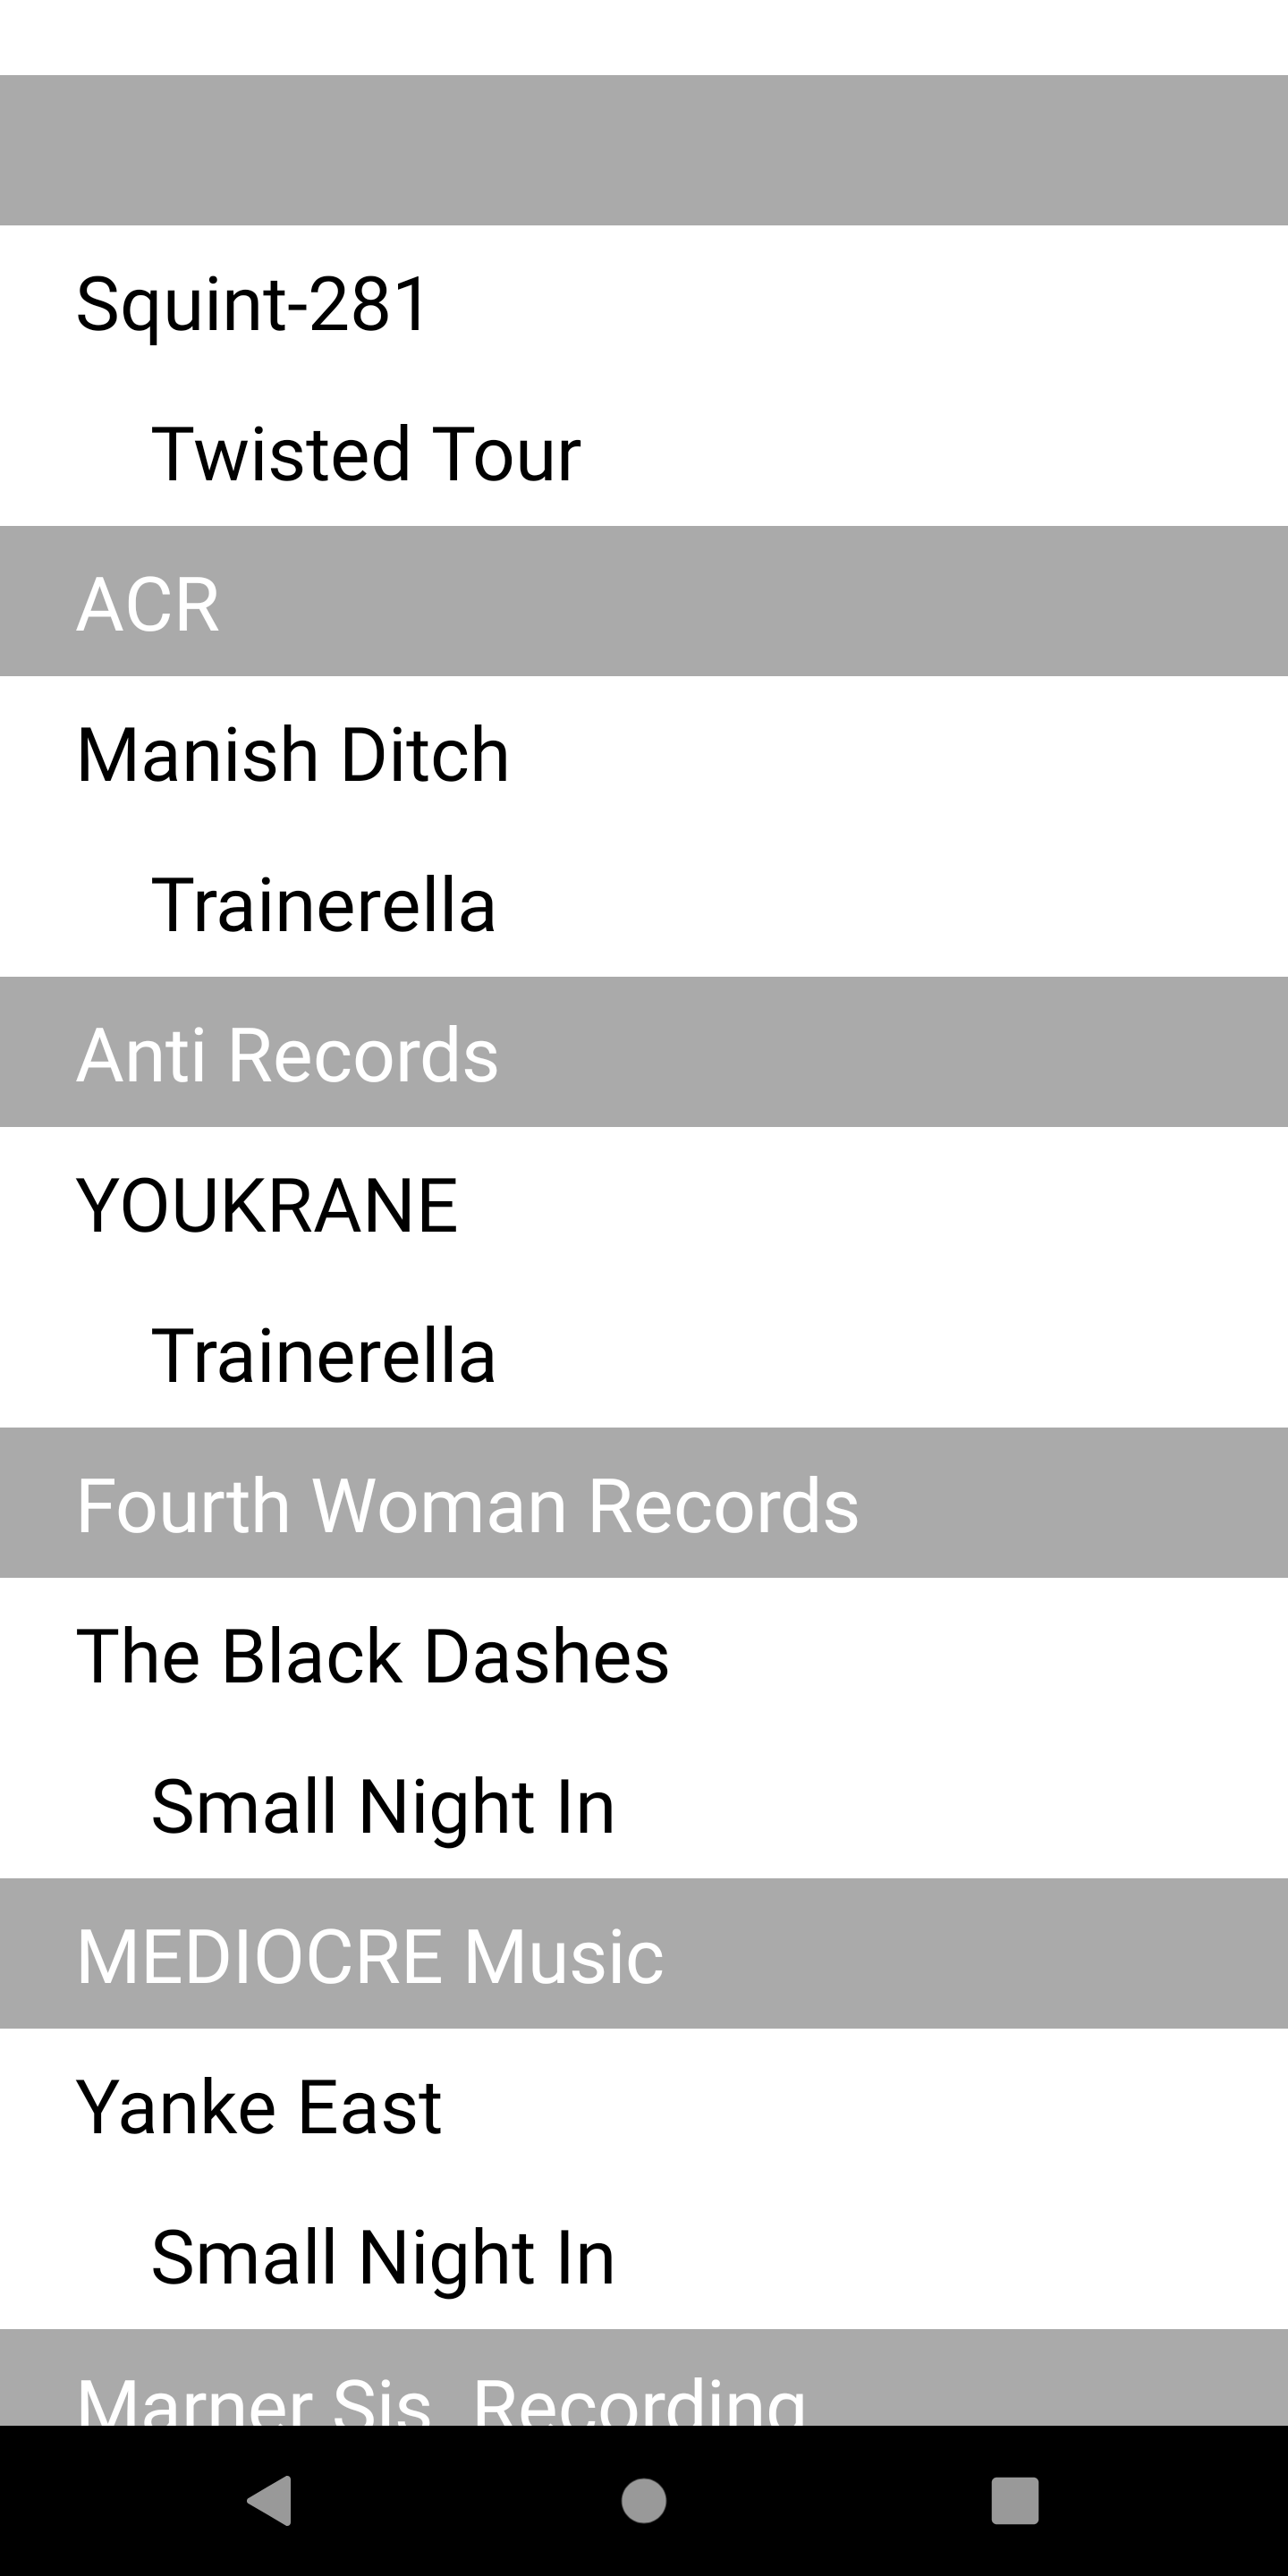 Squint-281
Twisted Tour
ACR
Manish Ditch
Trainerella
Anti Records
YOUKRANE
Trainerella
Fourth Woman Records
The Black Dashes
Small Night In
MEDIOCRE Music
Yanke East
Small Night In
Marner Sis. Recording